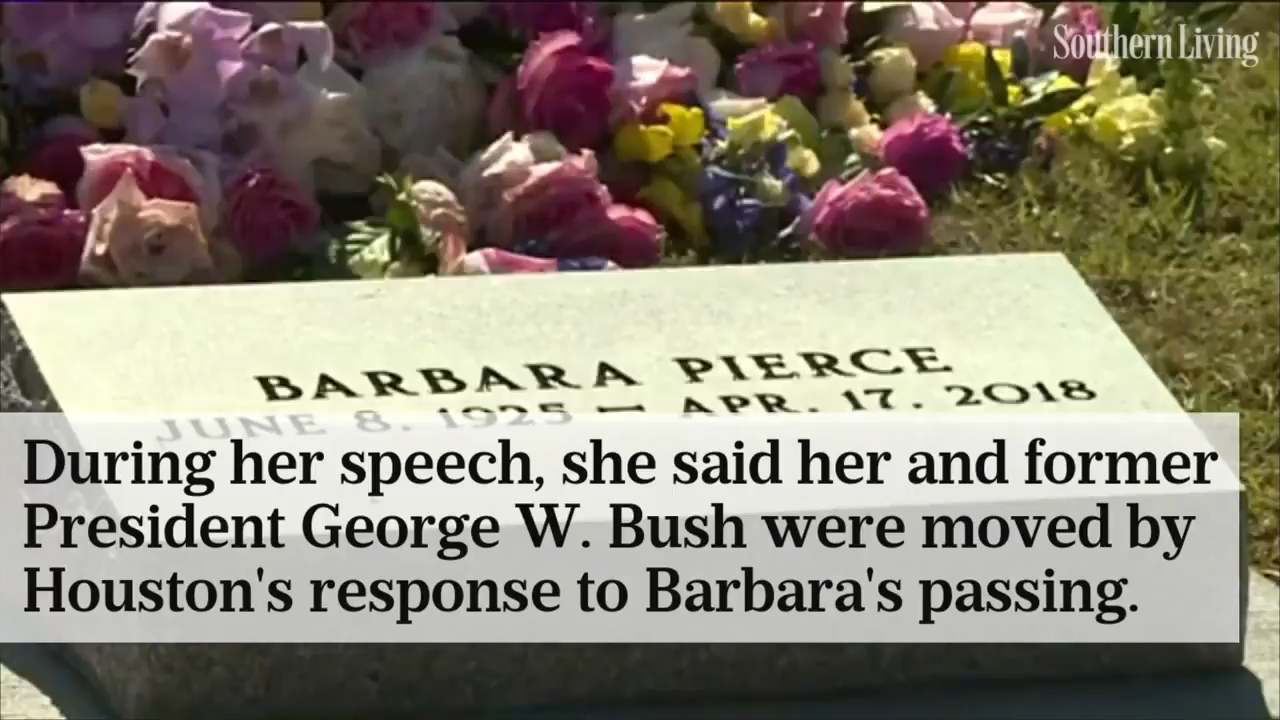 Southern Living
BARBARA PIERCE
JUNE 8, 1925 — APR. 17, 2018
During her speech, she said her and former
President George W. Bush were moved by
Houston's response to Barbara's passing.